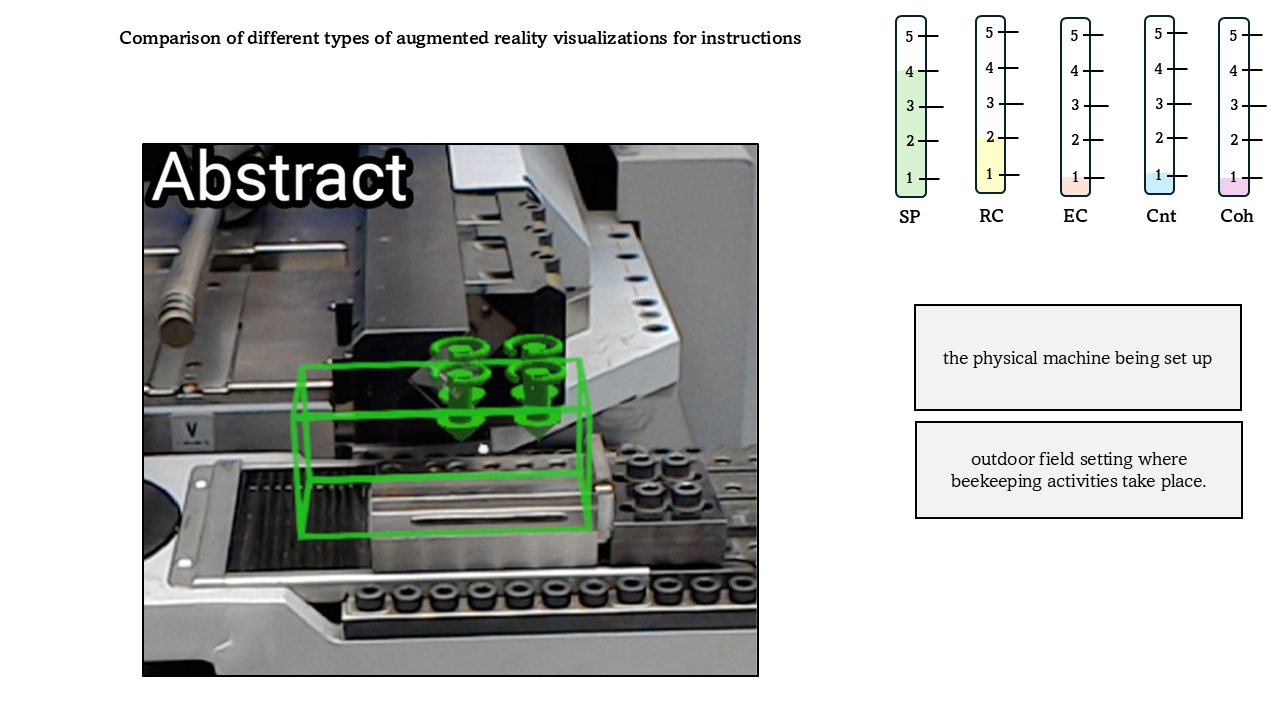 Comparison of different types of augmented reality visualizations for instructions
Abstract
V
5
4
3
2
1
SP
5
4
3
2
1
RC
5
4
3
2
1
EC
5
4
3
2
1
Cnt
5
4
3
2
1
Coh
the physical machine being set up
outdoor field setting where
beekeeping activities take place.